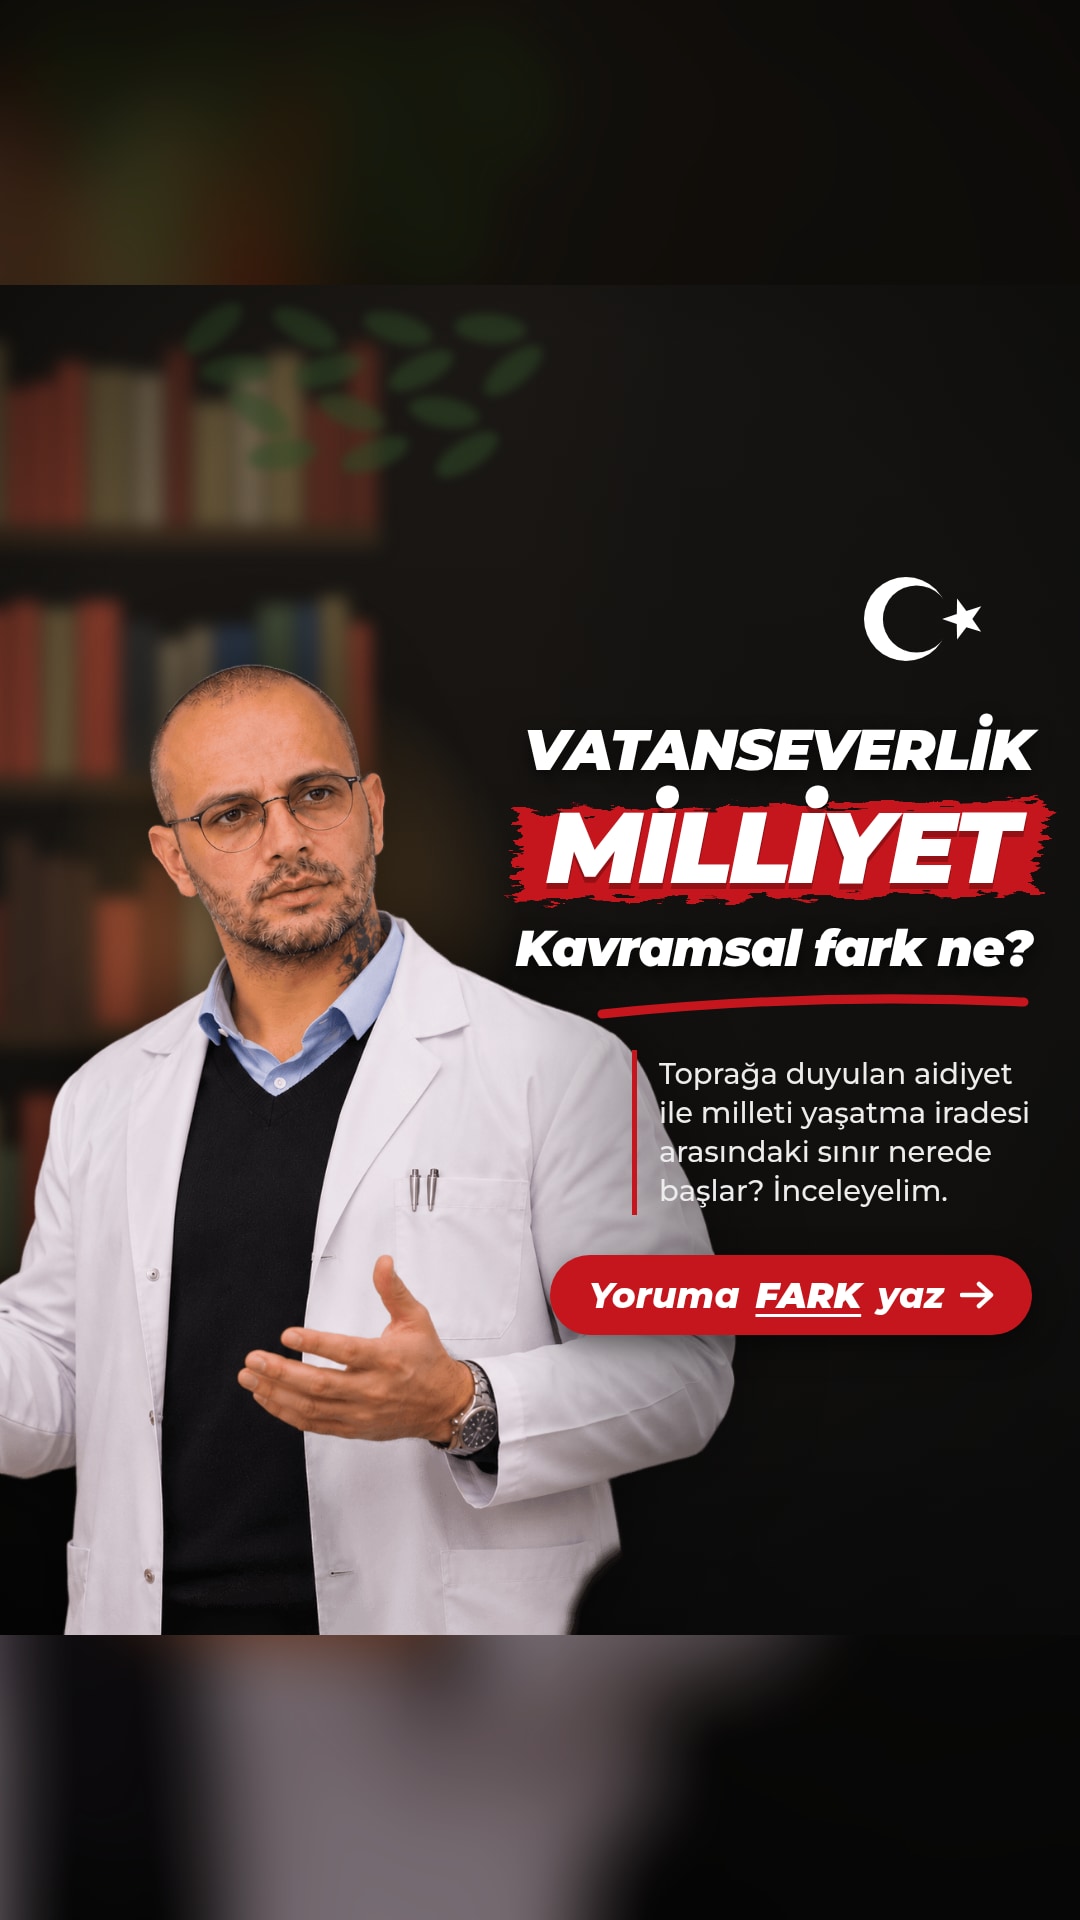 VATANSEVERLİK
MİLLİYET
Kavramsal fark ne?
Toprağa duyulan aidiyet
ile milleti yaşatma iradesi
arasındaki sınır nerede
başlar? İnceleyelim.
Yoruma FARK yaz →